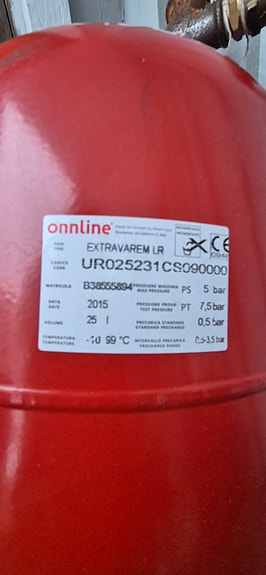 onnline
TIPO TYPE EXTRAVAREM LR
CODICE CODE UR025231CS090000
MATRICOLA B38555894 PRESSIONE MASSIMA MAX PRESSURE PS 5 bar
DATA DATE 2015 PRESSIONE PROVA TEST PRESSURE PT 7,5 bar
VOLUME 25 l PRECARICA STANDARD STANDARD PRECHARGE 0,5 bar
TEMPERATURA TEMPERATURE -10 99 °C INTERVALLO PRECARICA PRECHARGE RANGE 0,5-3,5 bar
CE